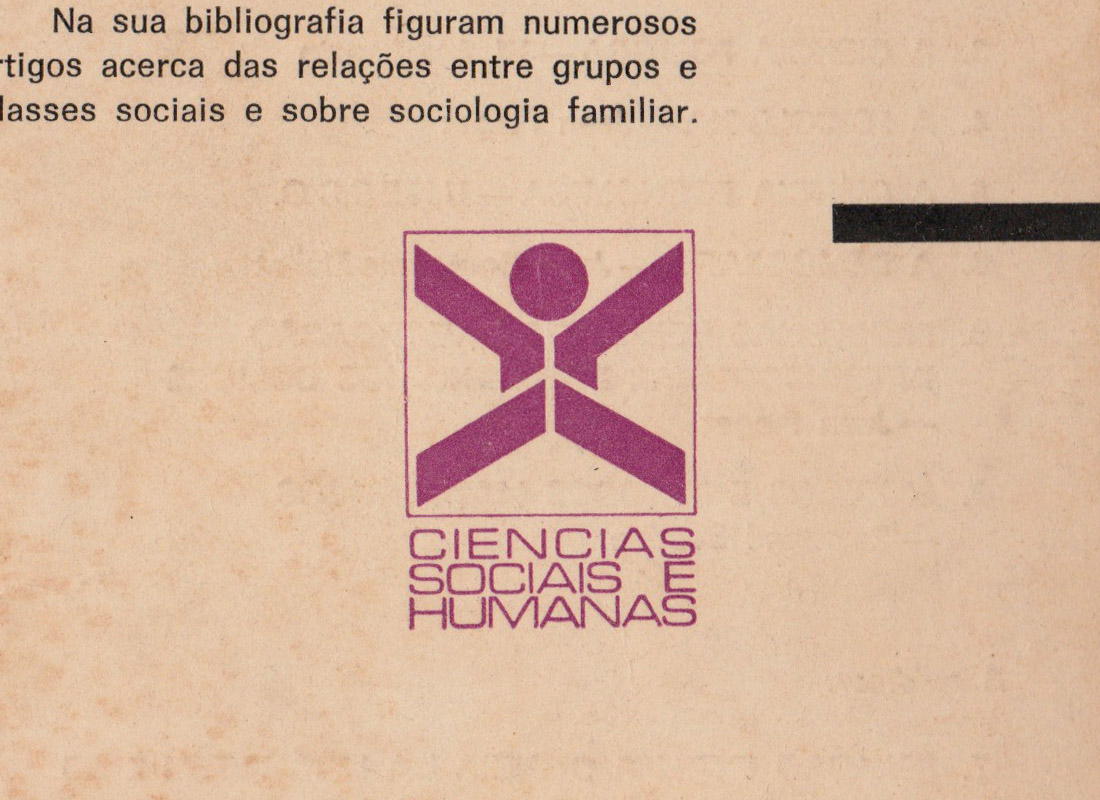 Na sua bibliografia figuram numerosos
rtigos acerca das relações entre grupos e
lasses sociais e sobre sociologia familiar.
CIENCIAS
SOCIAIS E
HUMANAS